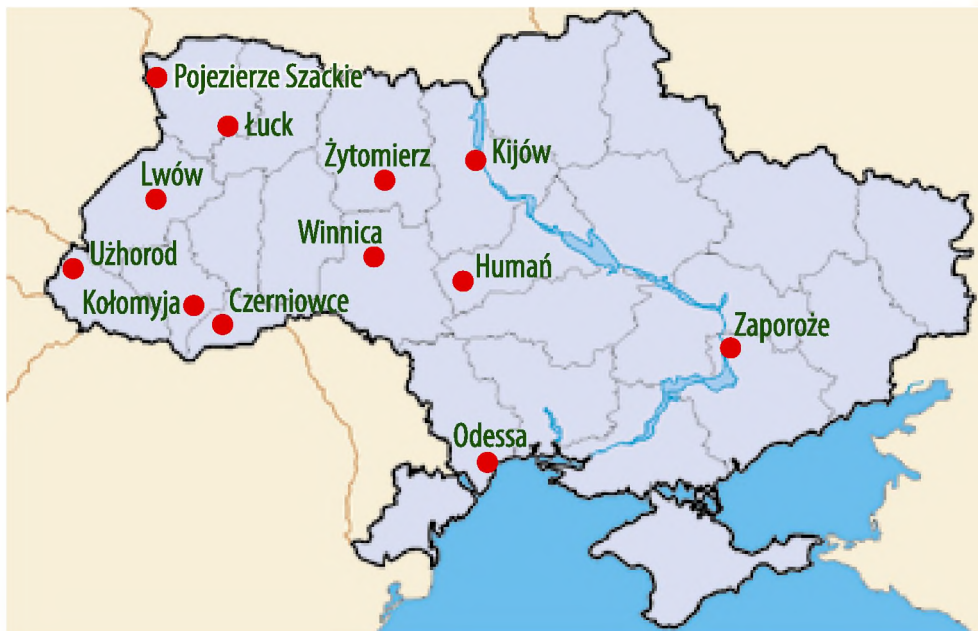 Pojezierze Szackie
Łuck
Żytomierz
Kijów
Lwów
Winnica
Użhorod
Humań
Kołomyja
Czerniowce
Zaporoże
Odessa